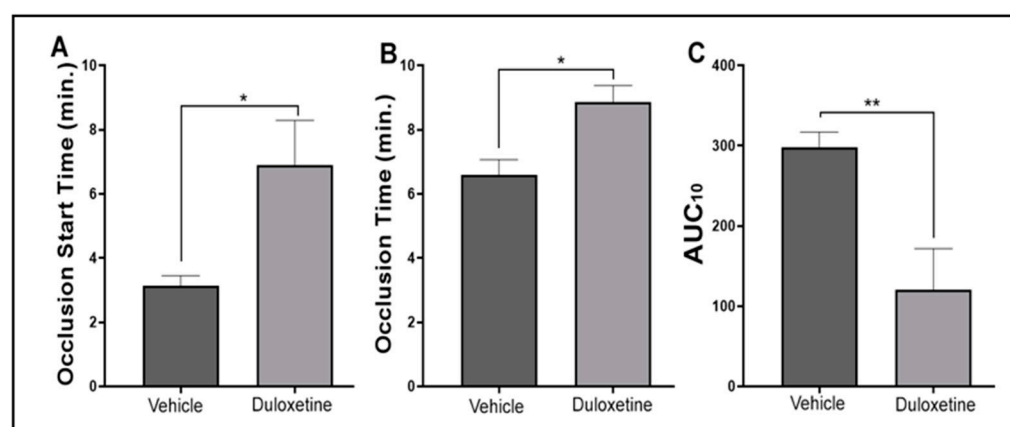 A
Occlusion Start Time (min.)
10
8
6
4
2
0
*
Vehicle
Duloxetine
B
Occlusion Time (min.)
10
8
6
4
2
0
*
Vehicle
Duloxetine
C
AUC10
400
300
200
100
0
**
Vehicle
Duloxetine